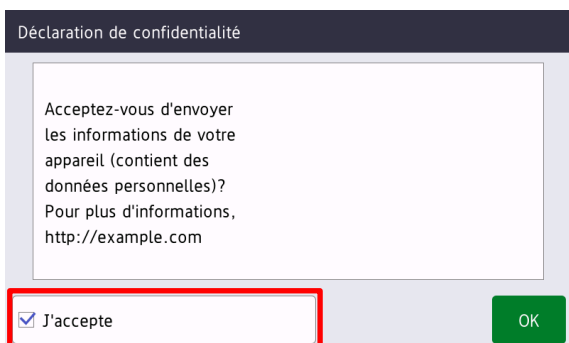 Déclaration de confidentialité
Acceptez-vous d'envoyer
les informations de votre
appareil (contient des
données personnelles)?
Pour plus d'informations,
http://example.com
J'accepte
OK